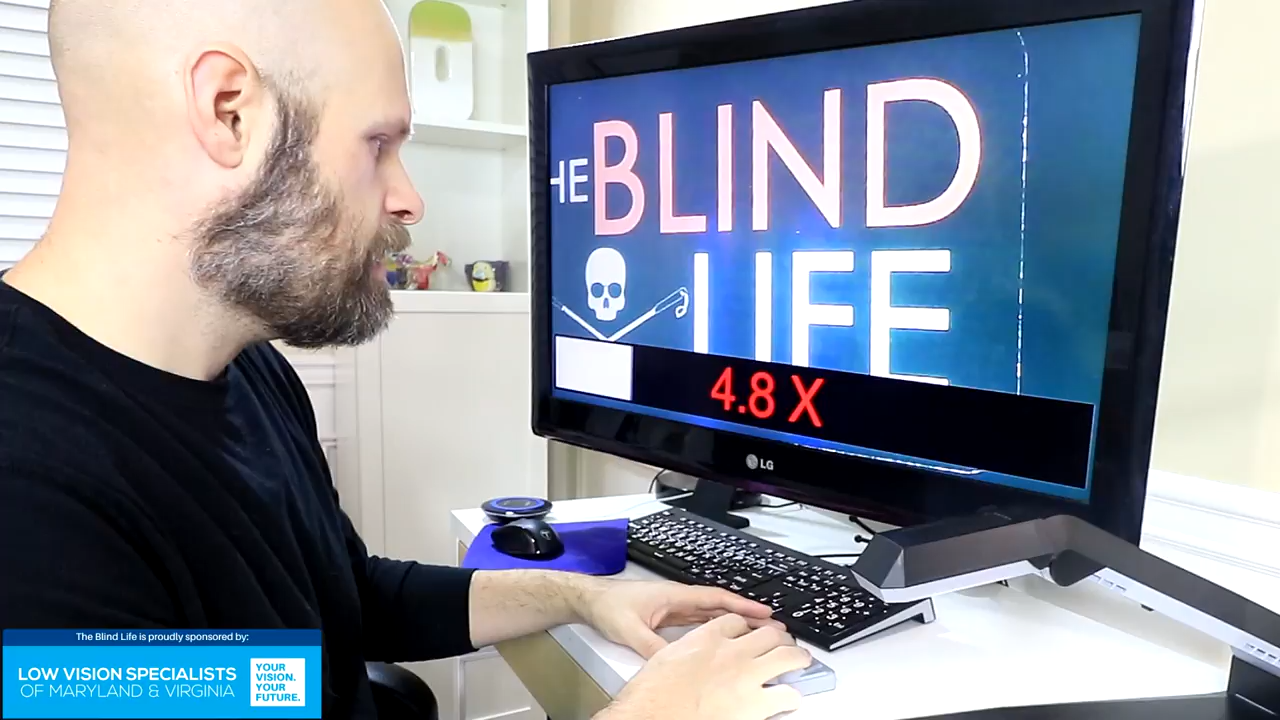 HE BLIND
LIFE
4.8 X
LG
The Blind Life is proudly sponsored by:
LOW VISION SPECIALISTS
OF MARYLAND & VIRGINIA
YOUR
VISION.
YOUR
FUTURE.